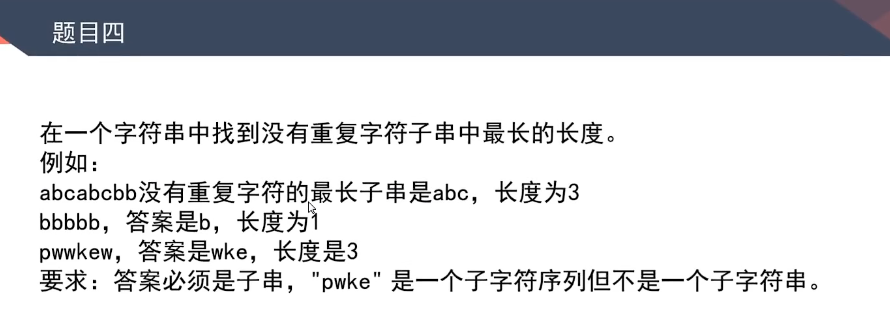 题目四
在一个字符串中找到没有重复字符子串中最长的长度。
例如：
abcabcbb没有重复字符的最长子串是abc，长度为3
bbbbb，答案是b，长度为1
pwwkew，答案是wke，长度是3
要求：答案必须是子串，"pwke" 是一个子字符序列但不是一个子字符串。